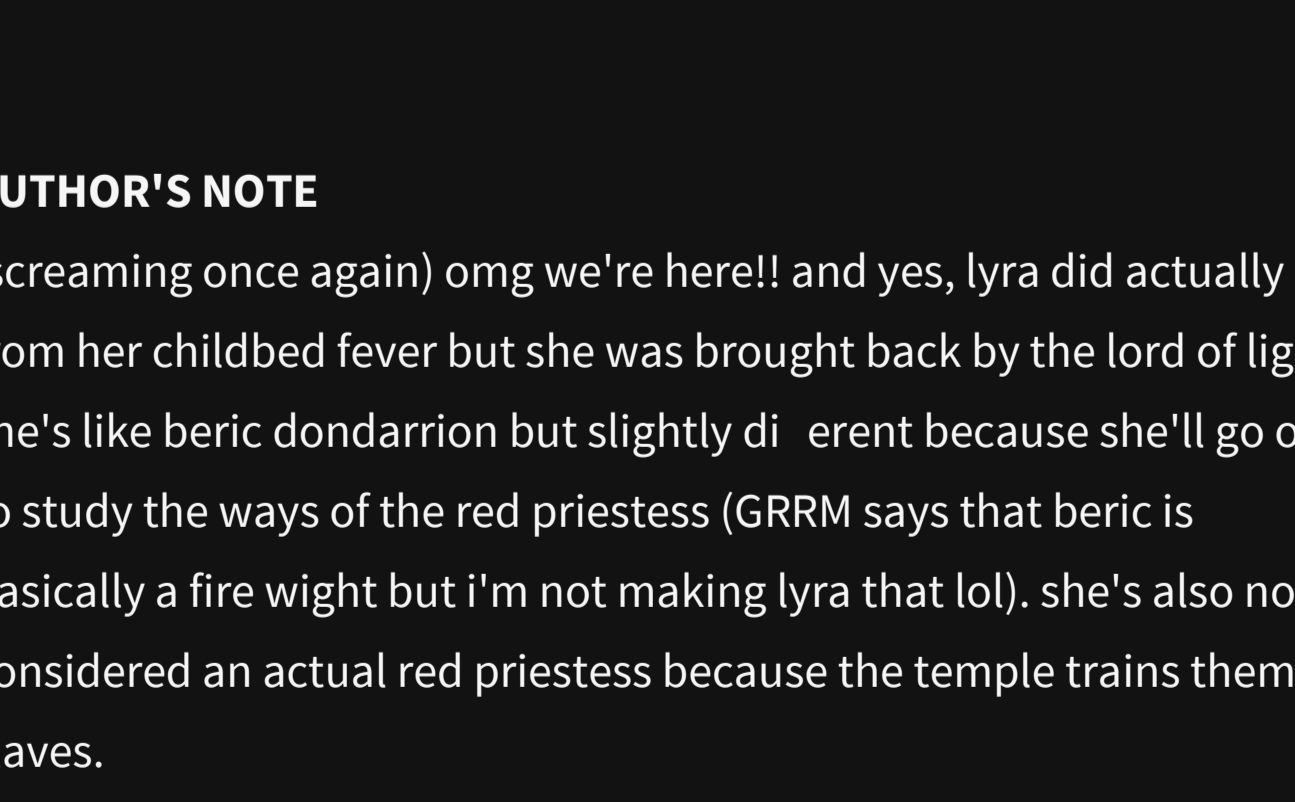 UTHOR'S NOTE
screaming once again) omg we're here!! and yes, lyra did actually
om her childbed fever but she was brought back by the lord of lig
he's like beric dondarrion but slightly di erent because she'll go o
o study the ways of the red priestess (GRRM says that beric is
asically a fire wight but i'm not making lyra that lol). she's also no
onsidered an actual red priestess because the temple trains them
aves.